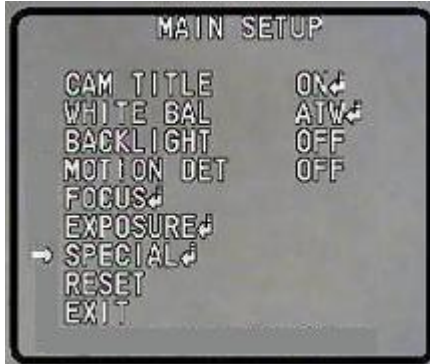 MAIN SETUP
CAM TITLE ON↲
WHITE BAL ATW↲
BACKLIGHT OFF
MOTION DET OFF
FOCUS↲
EXPOSURE↲
→ SPECIAL↲
RESET
EXIT